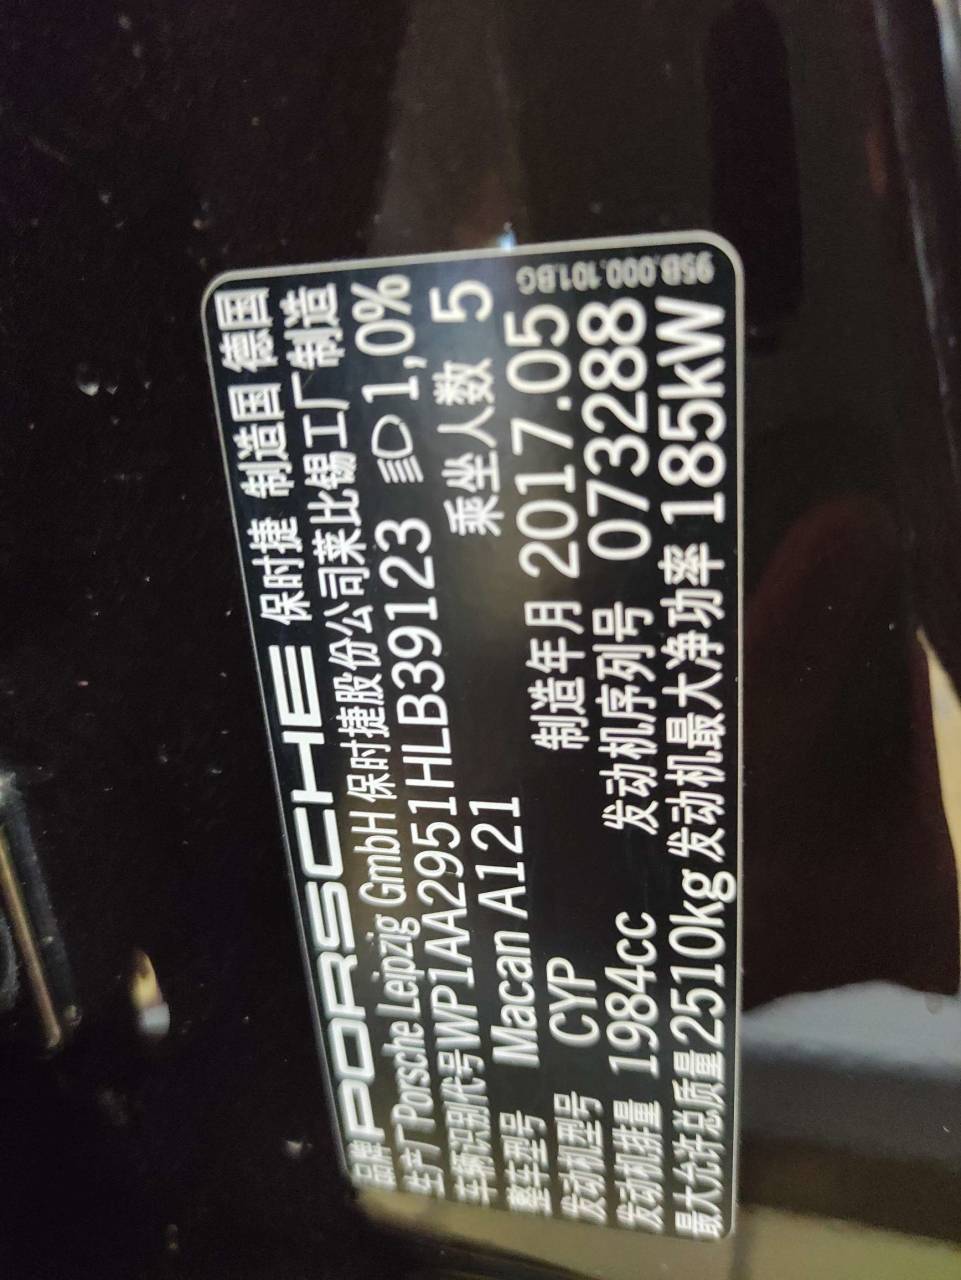 品牌 PORSCHE 保时捷 制造国 德国
生产厂 Porsche Leipzig GmbH 保时捷股份公司莱比锡工厂 制造
车辆识别代号 WP1AA2951HLB39123 1,0%
整车型号 Macan A121 乘坐人数 5
发动机型号 CYP 制造年月 2017.05
发动机排量 1984cc 发动机序列号 073288
最大允许总质量 2510kg 发动机最大净功率 185kW
95B.000.101.BG